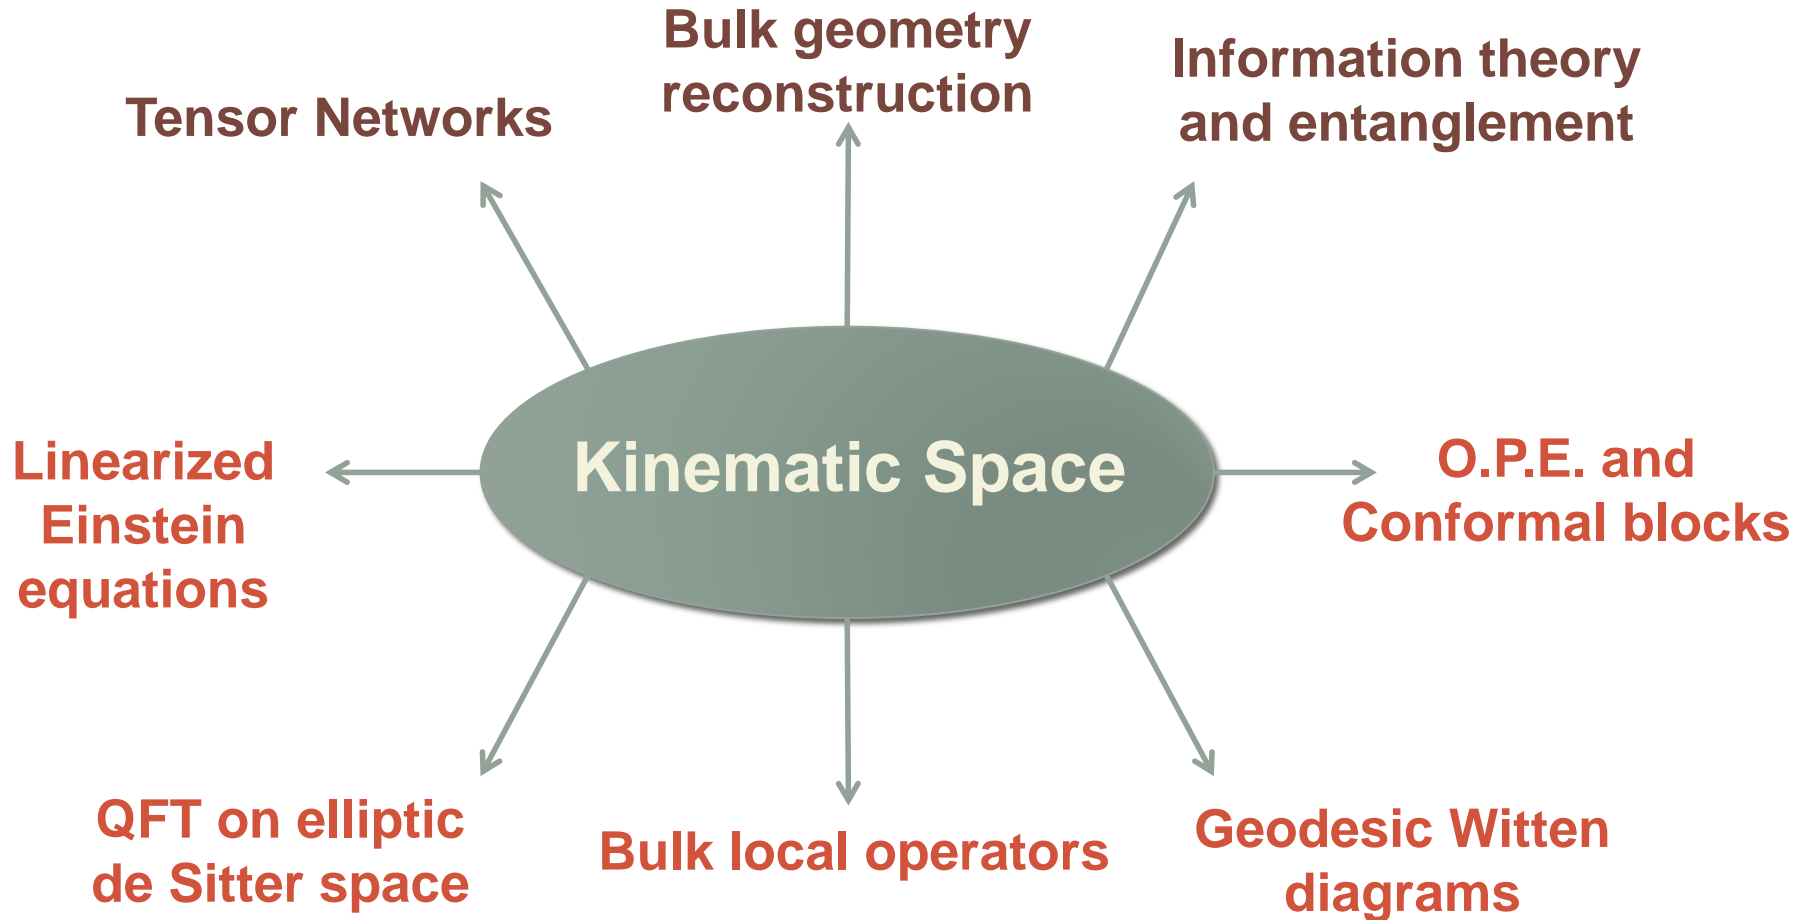 Bulk geometry
reconstruction
Information theory
and entanglement
Tensor Networks
Kinematic Space
Linearized
Einstein
equations
O.P.E. and
Conformal blocks
QFT on elliptic
de Sitter space
Bulk local operators
Geodesic Witten
diagrams